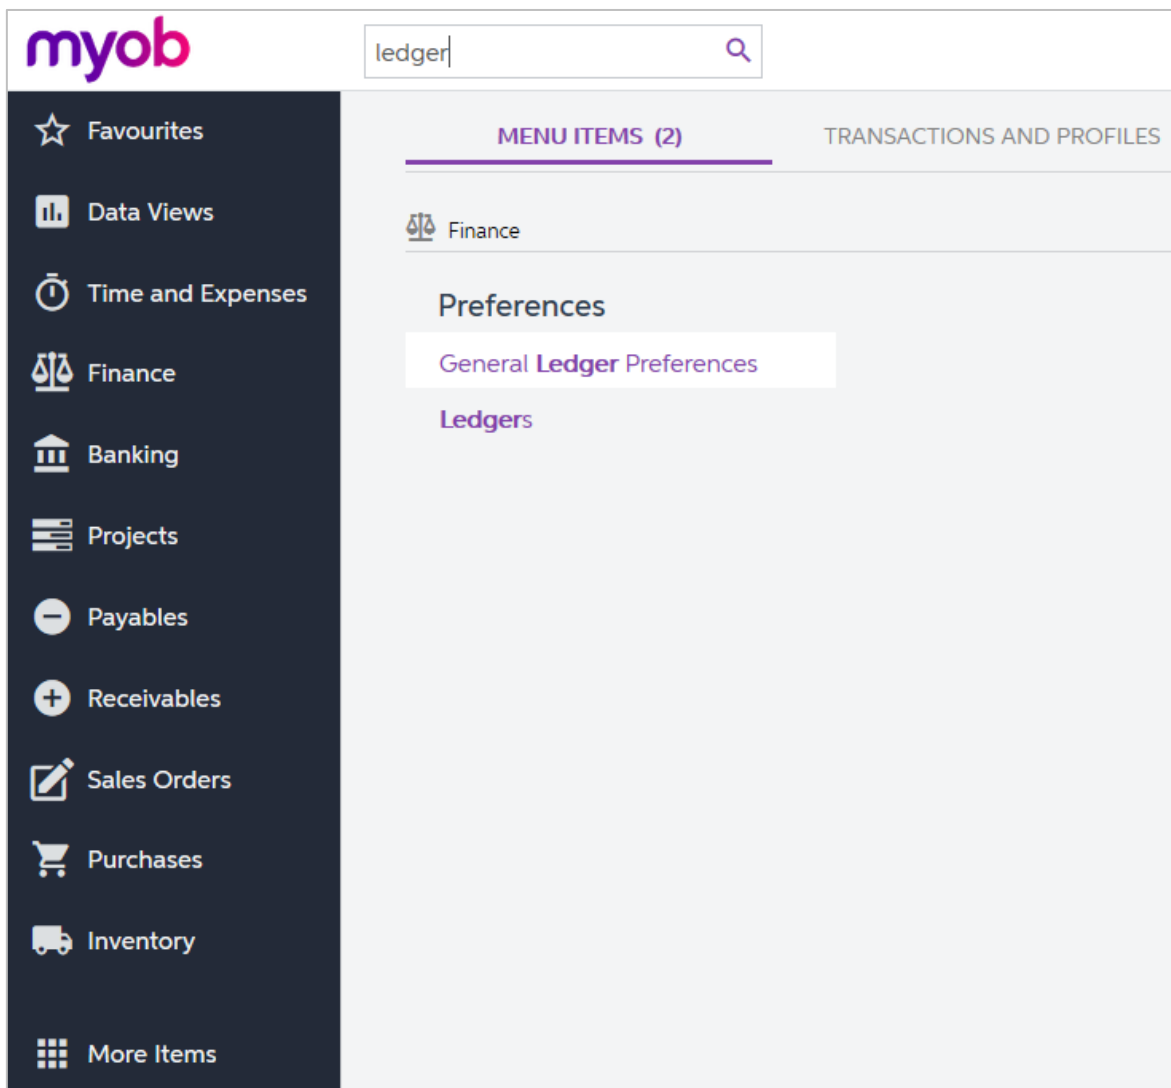 myob
ledger
Favourites
Data Views
Time and Expenses
Finance
Banking
Projects
Payables
Receivables
Sales Orders
Purchases
Inventory
More Items
MENU ITEMS (2)
TRANSACTIONS AND PROFILES
Finance
Preferences
General Ledger Preferences
Ledgers